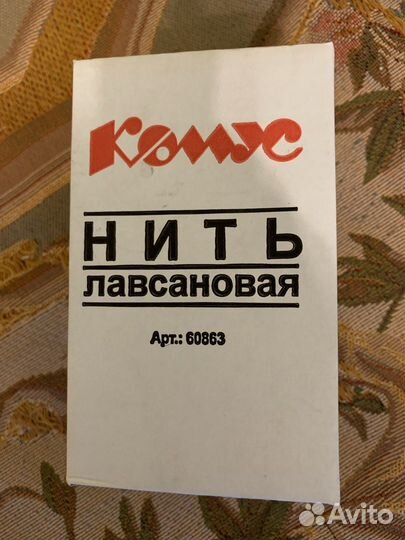 Комус
НИТЬ
лавсановая
Арт.: 60863
Avito